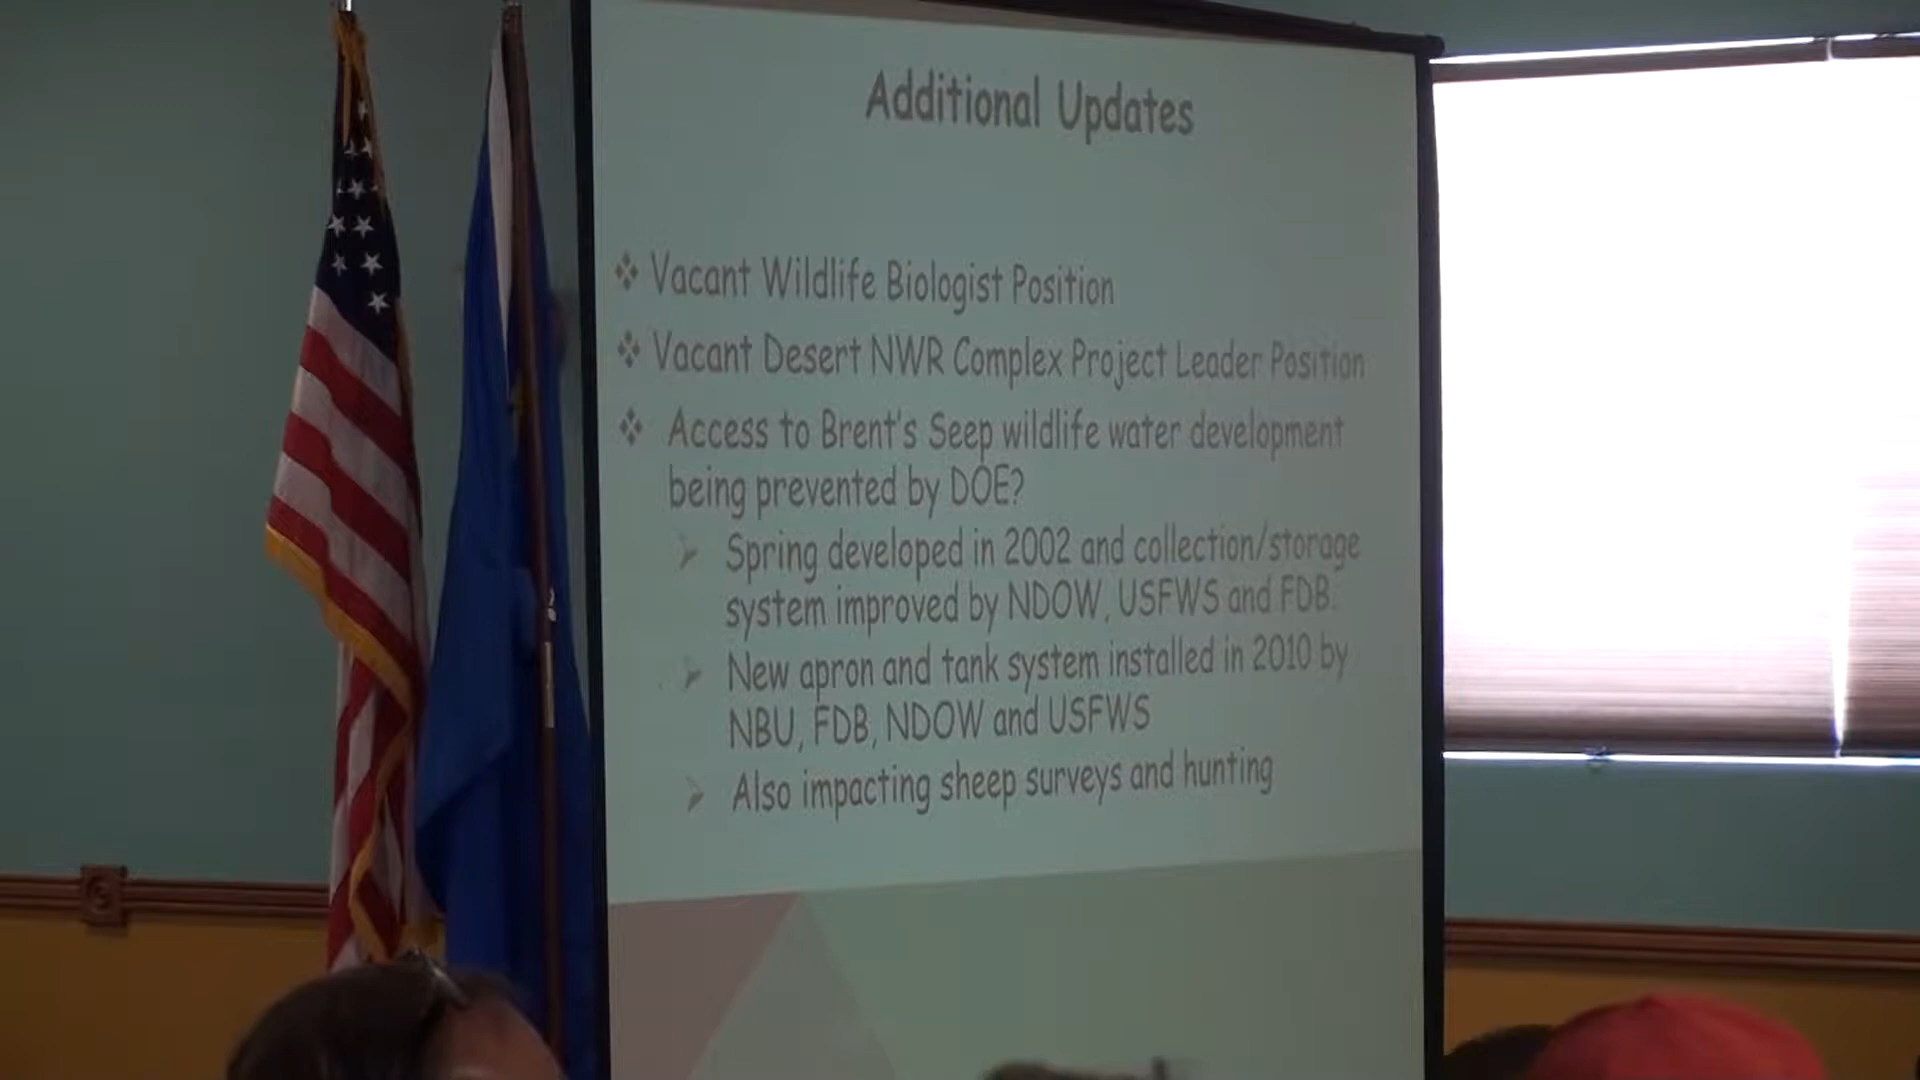 Additional Updates
Vacant Wildlife Biologist Position
Vacant Desert NWR Complex Project Leader Position
Access to Brent's Seep wildlife water development
being prevented by DOE?
Spring developed in 2002 and collection/storage
system improved by NDOW, USFWS and FDB.
New apron and tank system installed in 2010 by
NBU, FDB, NDOW and USFWS
Also impacting sheep surveys and hunting